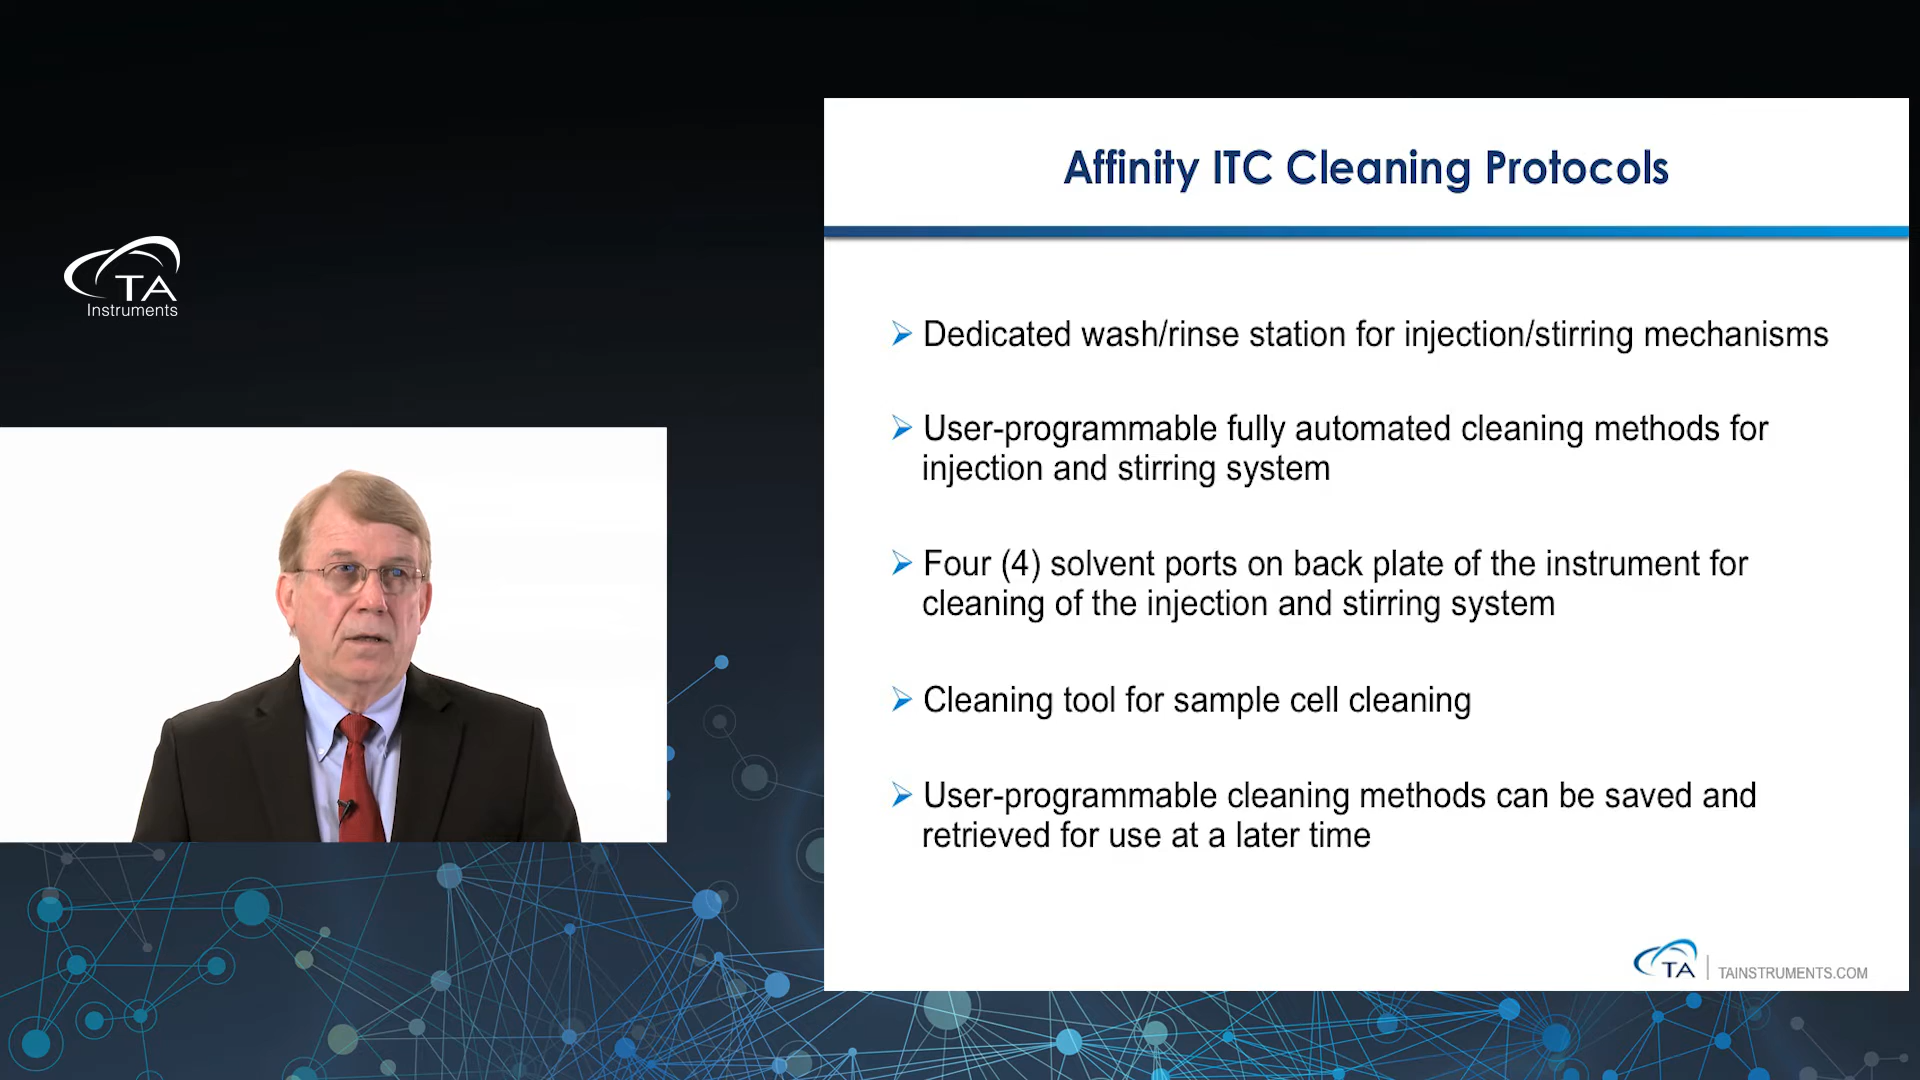 TA
Instruments
Affinity ITC Cleaning Protocols
Dedicated wash/rinse station for injection/stirring mechanisms
User-programmable fully automated cleaning methods for
injection and stirring system
Four (4) solvent ports on back plate of the instrument for
cleaning of the injection and stirring system
Cleaning tool for sample cell cleaning
User-programmable cleaning methods can be saved and
retrieved for use at a later time
TA | TAINSTRUMENTS.COM